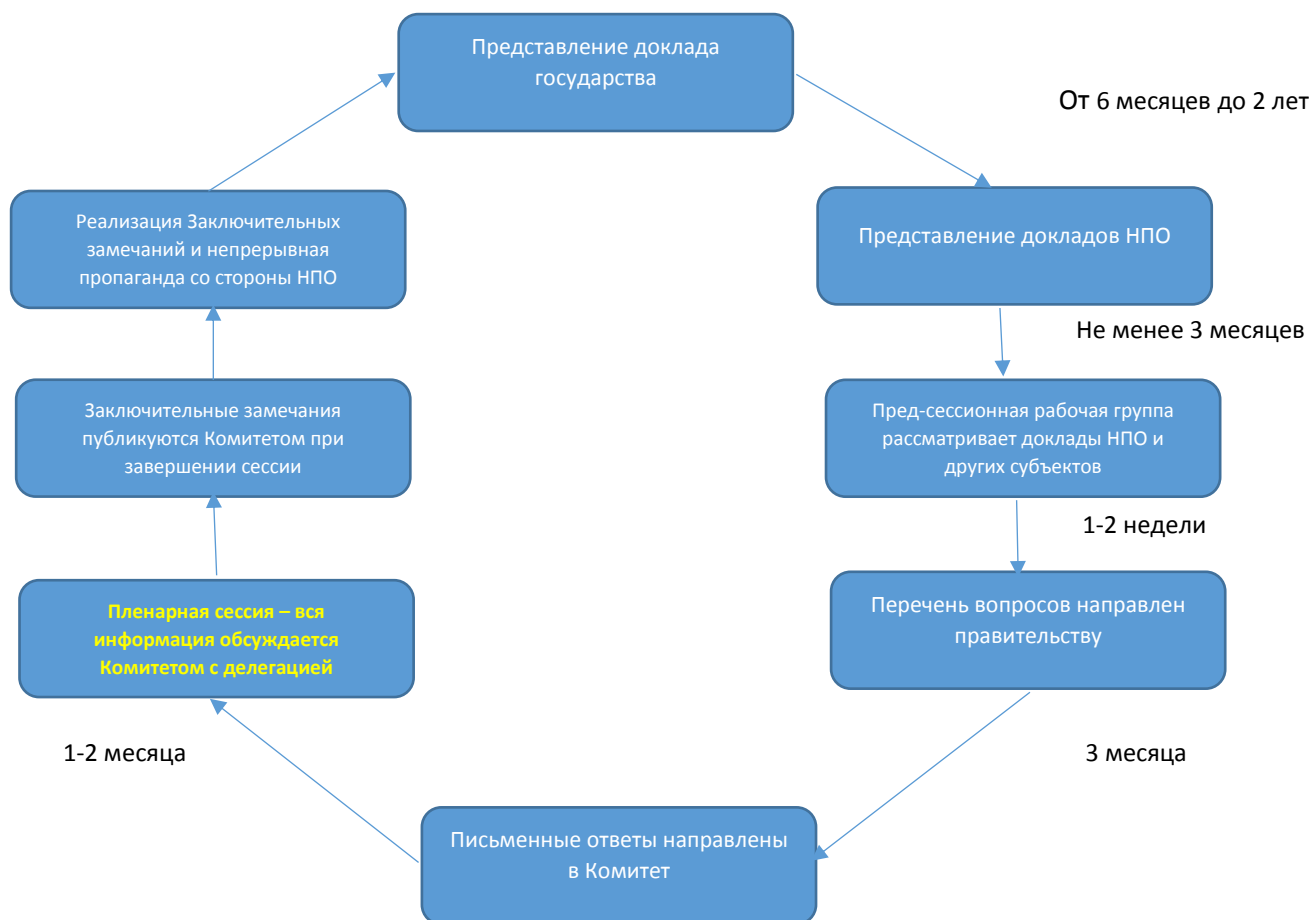 Представление доклада
государства
От 6 месяцев до 2 лет
Представление докладов НПО
Не менее 3 месяцев
Пред-сессионная рабочая группа
рассматривает доклады НПО и
других субъектов
1-2 недели
Перечень вопросов направлен
правительству
3 месяца
Письменные ответы направлены
в Комитет
1-2 месяца
Пленарная сессия – вся
информация обсуждается
Комитетом с делегацией
Заключительные замечания
публикуются Комитетом при
завершении сессии
Реализация Заключительных
замечаний и непрерывная
пропаганда со стороны НПО